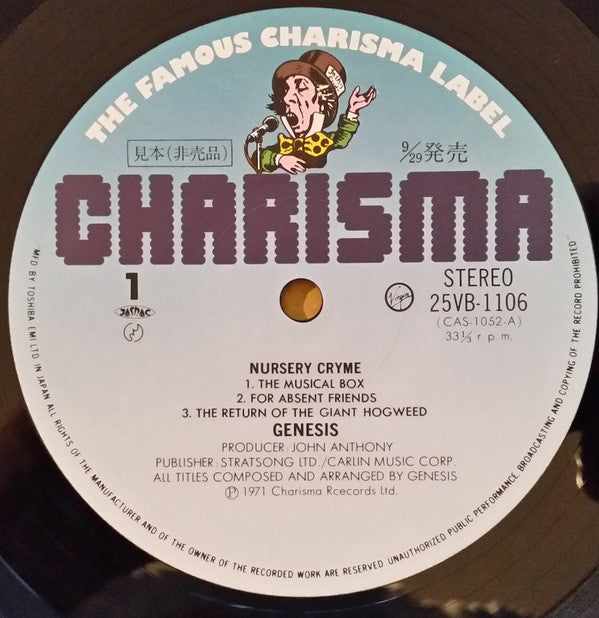 THE FAMOUS CHARISMA LABEL
見本(非売品)
9/29発売
CHARISMA
1
JASRAC
STEREO
Virgin
25VB-1106
(CAS-1052-A)
33⅓ r.p.m.
NURSERY CRYME
1. THE MUSICAL BOX
2. FOR ABSENT FRIENDS
3. THE RETURN OF THE GIANT HOGWEED
GENESIS
PRODUCER: JOHN ANTHONY
PUBLISHER: STRATSONG LTD./CARLIN MUSIC CORP.
ALL TITLES COMPOSED AND ARRANGED BY GENESIS
Ⓟ 1971 Charisma Rcecords Ltd.
"MFD BY TOSHIBA EMI LTD IN JAPAN ALL RIGHTS OF THE MANUFACTURER AND OF THE OWNER OF THE RECORDED WORK ARE RESERVED. UNAUTHORIZED PUBLIC PERFORMANCE, BROADCASTING AND COPYING OF THE RECORD PROHIBITED"